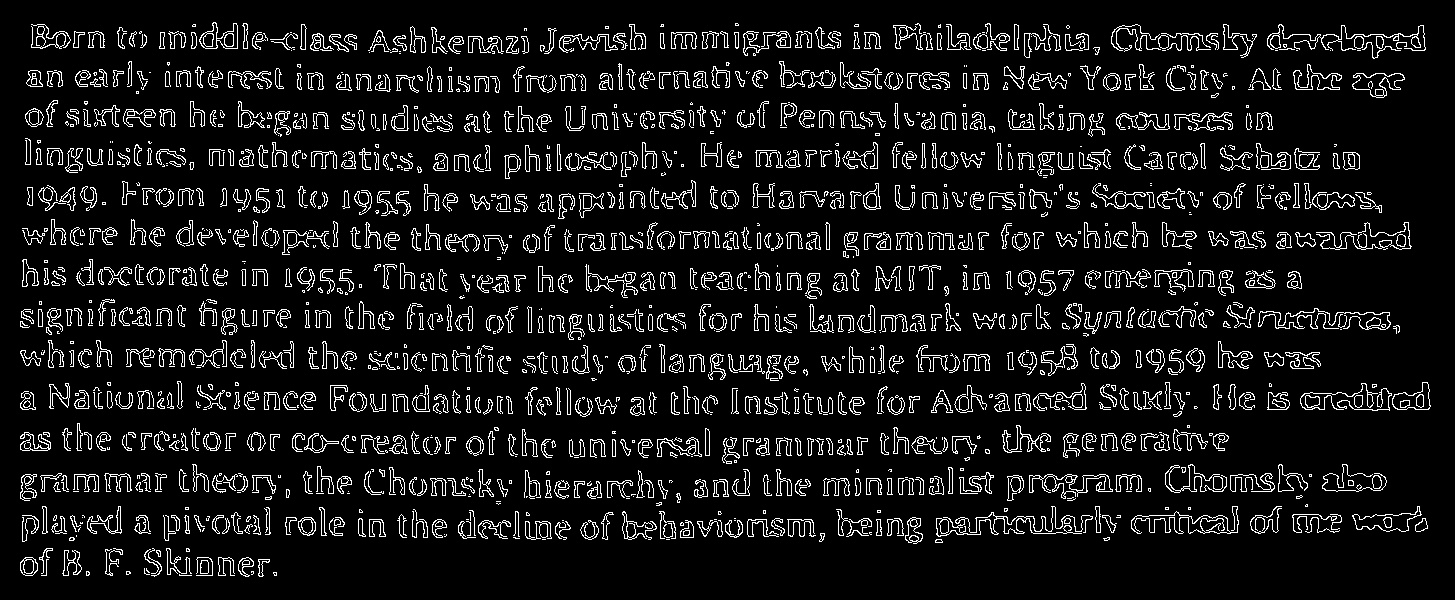 Born to middle-class Ashkenazi Jewish immigrants in Philadelphia, Chomsky developed
an early interest in anarchism from alternative bookstores in New York City. At the age
of sixteen he began studies at the University of Pennsylvania, taking courses in
linguistics, mathematics, and philosophy. He married fellow linguist Carol Schatz in
1949. From 1951 to 1955 he was appointed to Harvard University's Society of Fellows,
where he developed the theory of transformational grammar for which he was awarded
his doctorate in 1955. That year he began teaching at MIT, in 1957 emerging as a
significant figure in the field of linguistics for his landmark work Syntactic Structures,
which remodeled the scientific study of language, while from 1958 to 1959 he was
a National Science Foundation fellow at the Institute for Advanced Study. He is credited
as the creator or co-creator of the universal grammar theory, the generative
grammar theory, the Chomsky hierarchy, and the minimalist program. Chomsky also
played a pivotal role in the decline of behaviorism, being particularly critical of the work
of B. F. Skinner.